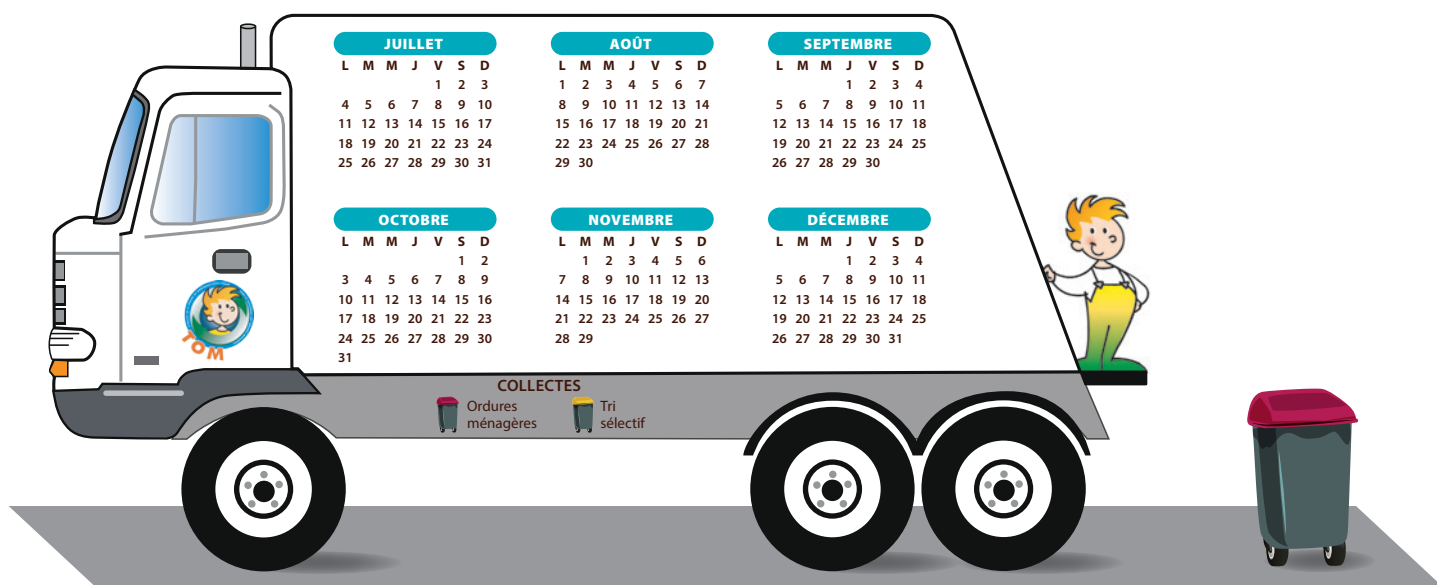 JUILLET
L M M J V S D
1 2 3
4 5 6 7 8 9 10
11 12 13 14 15 16 17
18 19 20 21 22 23 24
25 26 27 28 29 30 31
AOÛT
L M M J V S D
1 2 3 4 5 6 7
8 9 10 11 12 13 14
15 16 17 18 19 20 21
22 23 24 25 26 27 28
29 30
SEPTEMBRE
L M M J V S D
1 2 3 4
5 6 7 8 9 10 11
12 13 14 15 16 17 18
19 20 21 22 23 24 25
26 27 28 29 30
OCTOBRE
L M M J V S D
1 2
3 4 5 6 7 8 9
10 11 12 13 14 15 16
17 18 19 20 21 22 23
24 25 26 27 28 29 30
31
NOVEMBRE
L M M J V S D
1 2 3 4 5 6
7 8 9 10 11 12 13
14 15 16 17 18 19 20
21 22 23 24 25 26 27
28 29
DÉCEMBRE
L M M J V S D
1 2 3 4
5 6 7 8 9 10 11
12 13 14 15 16 17 18
19 20 21 22 23 24 25
26 27 28 29 30 31
TOM
COLLECTES
Ordures
ménagères
Tri
sélectif